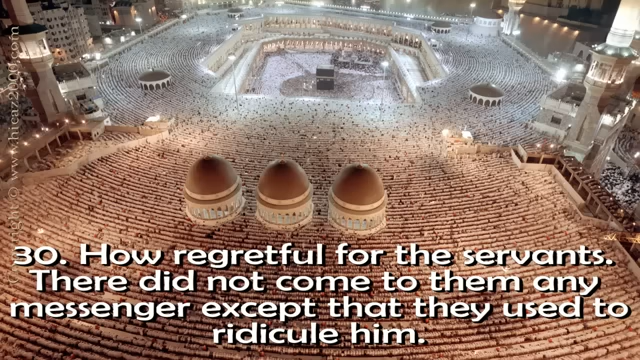 30. How regretful for the servants.
There did not come to them any
messenger except that they used to
ridicule him.